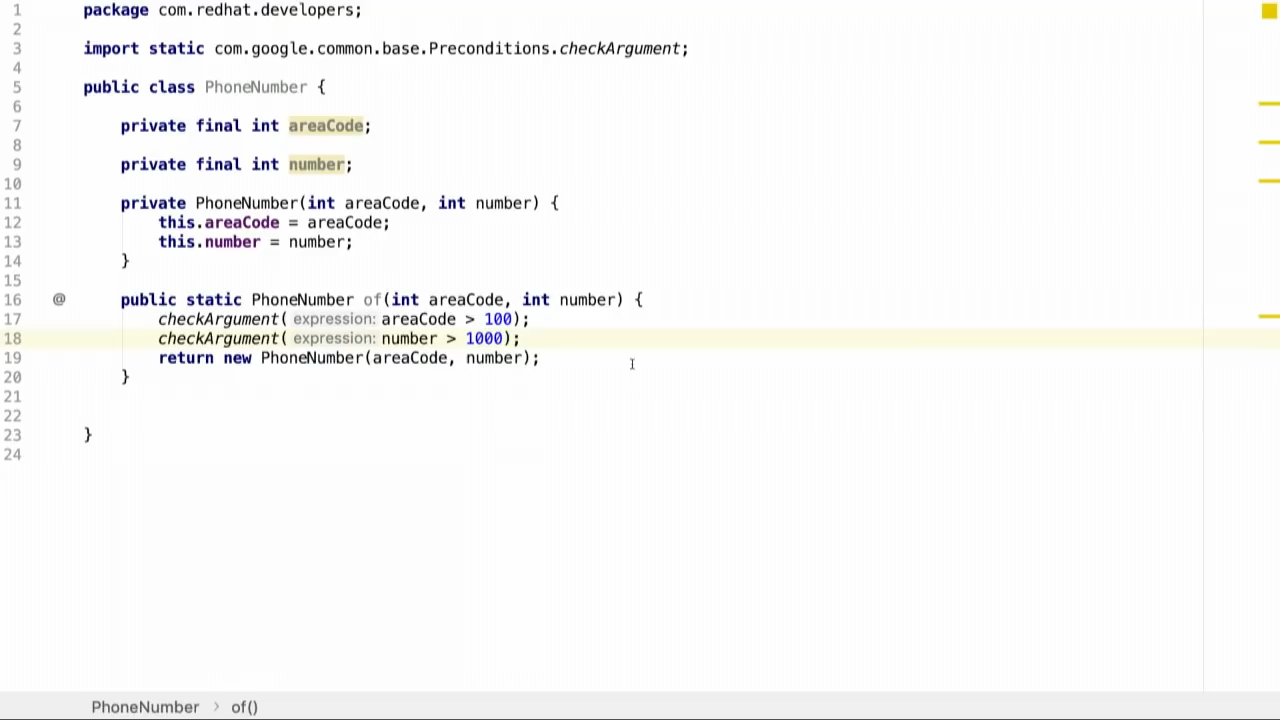 1 package com.redhat.developers;
2
3 import static com.google.common.base.Preconditions.checkArgument;
4
5 public class PhoneNumber {
6
7 private final int areaCode;
8
9 private final int number;
10
11 private PhoneNumber(int areaCode, int number) {
12 this.areaCode = areaCode;
13 this.number = number;
14 }
15
16 @ public static PhoneNumber of(int areaCode, int number) {
17 checkArgument( expression: areaCode > 100);
18 checkArgument( expression: number > 1000);
19 return new PhoneNumber(areaCode, number);
20 }
21
22
23 }
24
PhoneNumber > of()